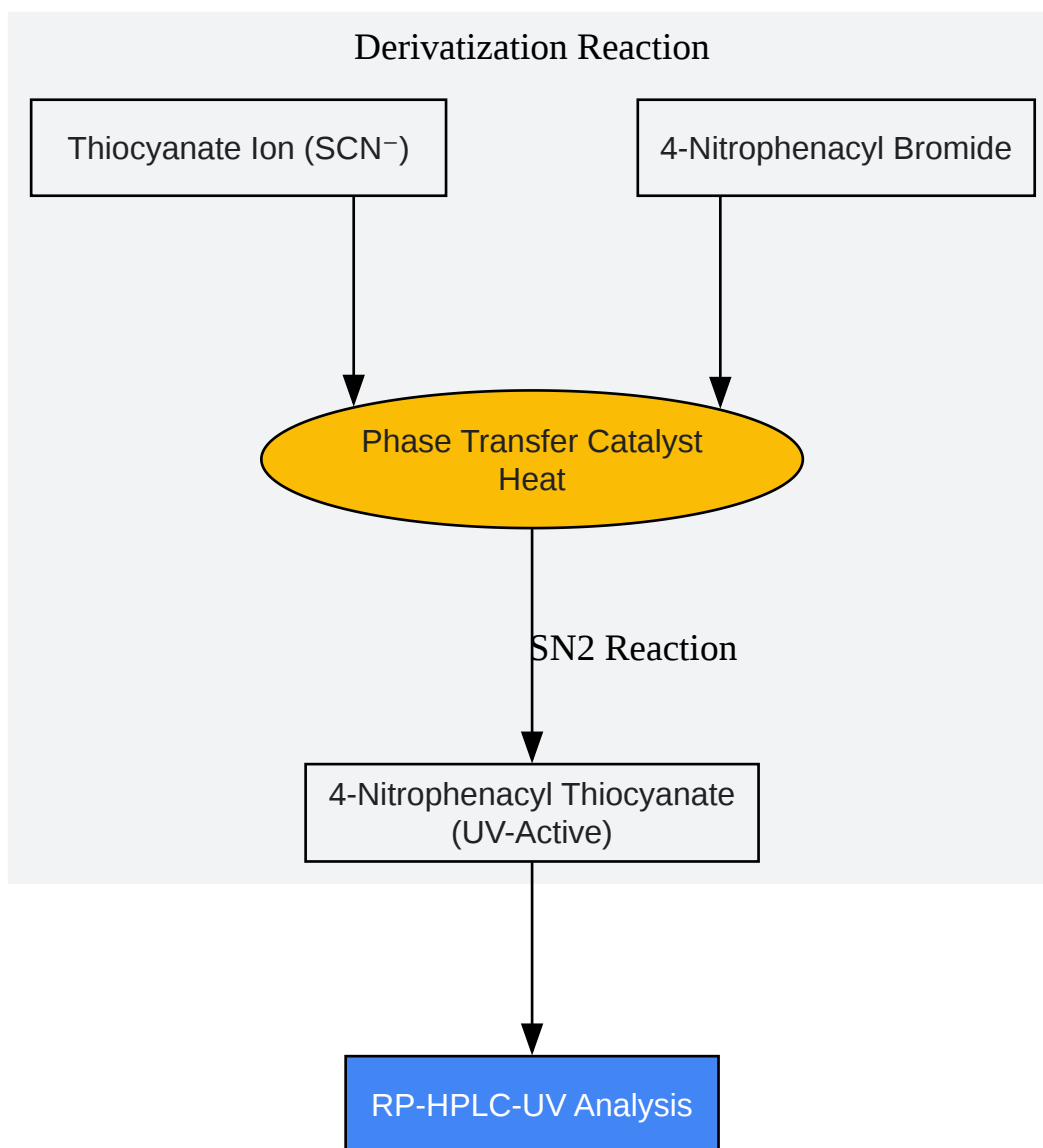 Derivatization Reaction
Thiocyanate Ion (SCN⁻)
4-Nitrophenacyl Bromide
Phase Transfer Catalyst
Heat
SN2 Reaction
4-Nitrophenacyl Thiocyanate
(UV-Active)
RP-HPLC-UV Analysis